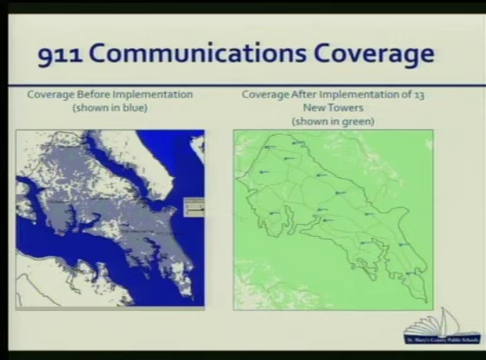 911 Communications Coverage
Coverage Before Implementation
(shown in blue)
Coverage After Implementation of 13
New Towers
(shown in green)
St. Mary's County Public Schools